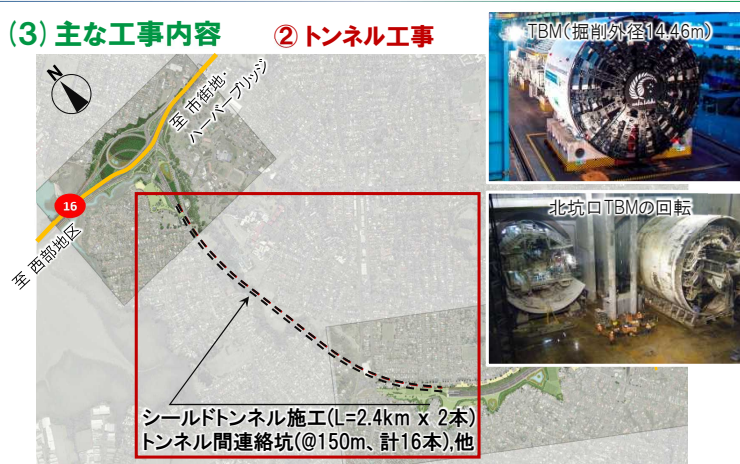 (3) 主な工事内容
② トンネル工事
TBM(掘削外径14.46m)
N
至 市街地・
ハーバーブリッジ
16
至 西部地区
北坑口TBMの回転
シールドトンネル施工(L=2.4km x 2本)
トンネル間連絡坑(@150m、計16本),他